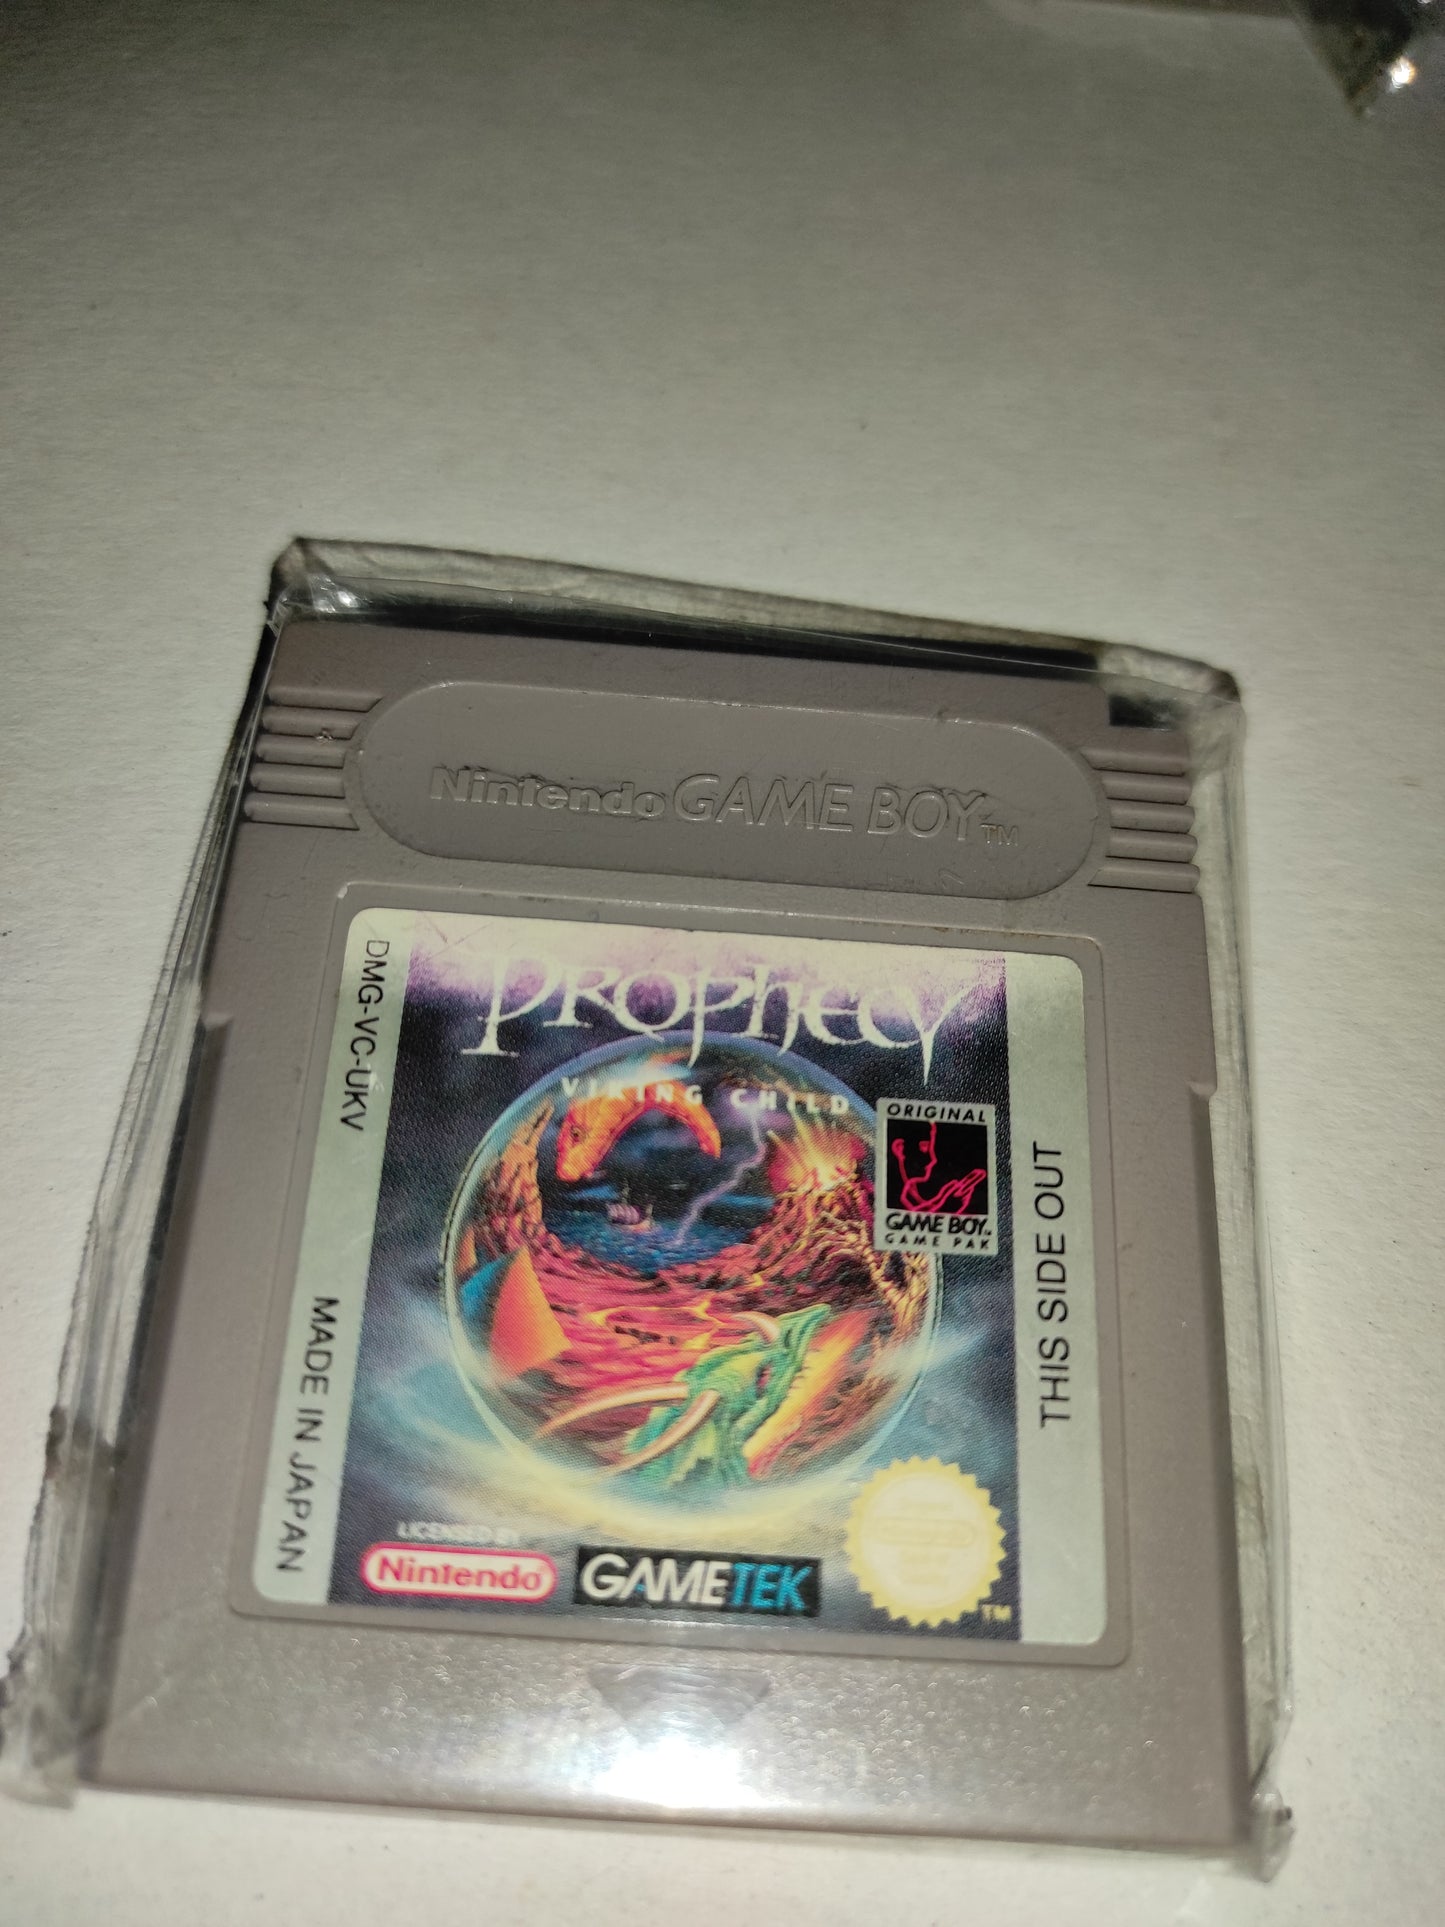 Nintendo GAME BOY™
DMG-VC-UKV
MADE IN JAPAN
PROPHECY
VIKING CHILD
ORIGINAL
GAME BOY™
GAME PAK
THIS SIDE OUT
LICENSED BY
Nintendo
GAMETEK
TM